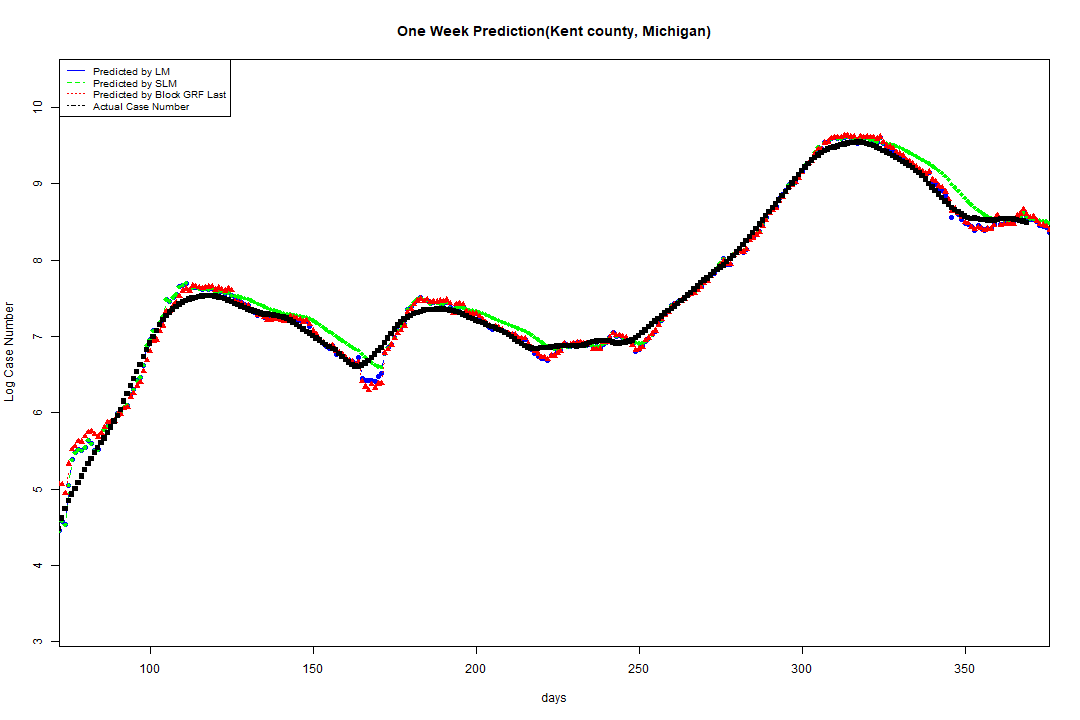 One Week Prediction(Kent county, Michigan)
Predicted by LM
Predicted by SLM
Predicted by Block GRF Last
Actual Case Number
Log Case Number
10
9
8
7
6
5
4
3
100 150 200 250 300 350
days